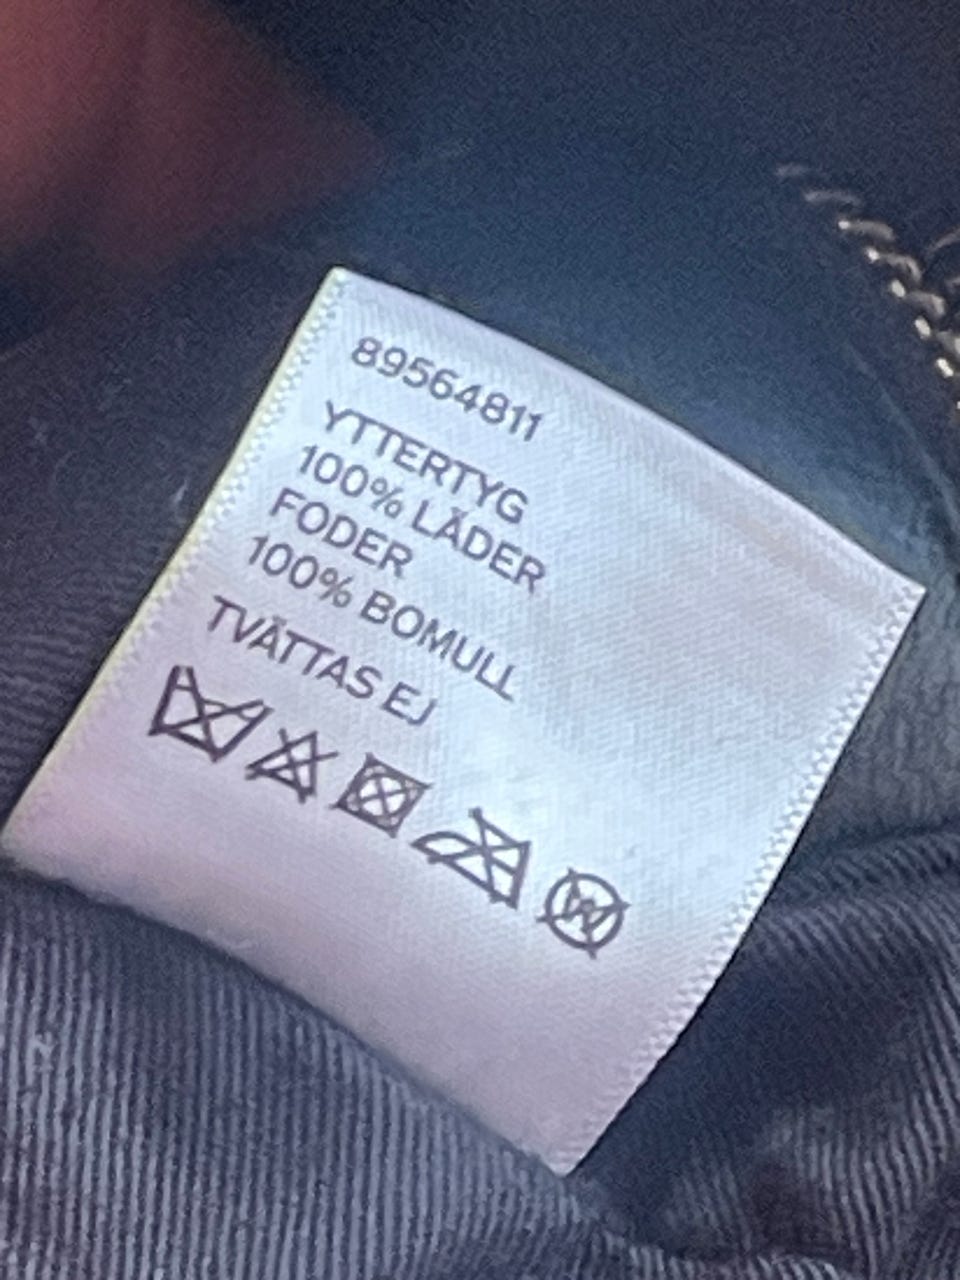 89564811
YTTERTYG
100% LÄDER
FODER
100% BOMULL
TVÄTTAS EJ
W